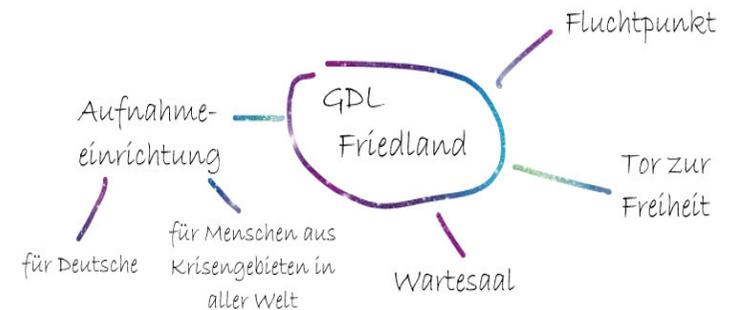 Fluchtpunkt
GDL
Friedland
Aufnahme-
einrichtung
Tor zur
Freiheit
für Deutsche
für Menschen aus
Krisengebieten in
aller Welt
Wartesaal